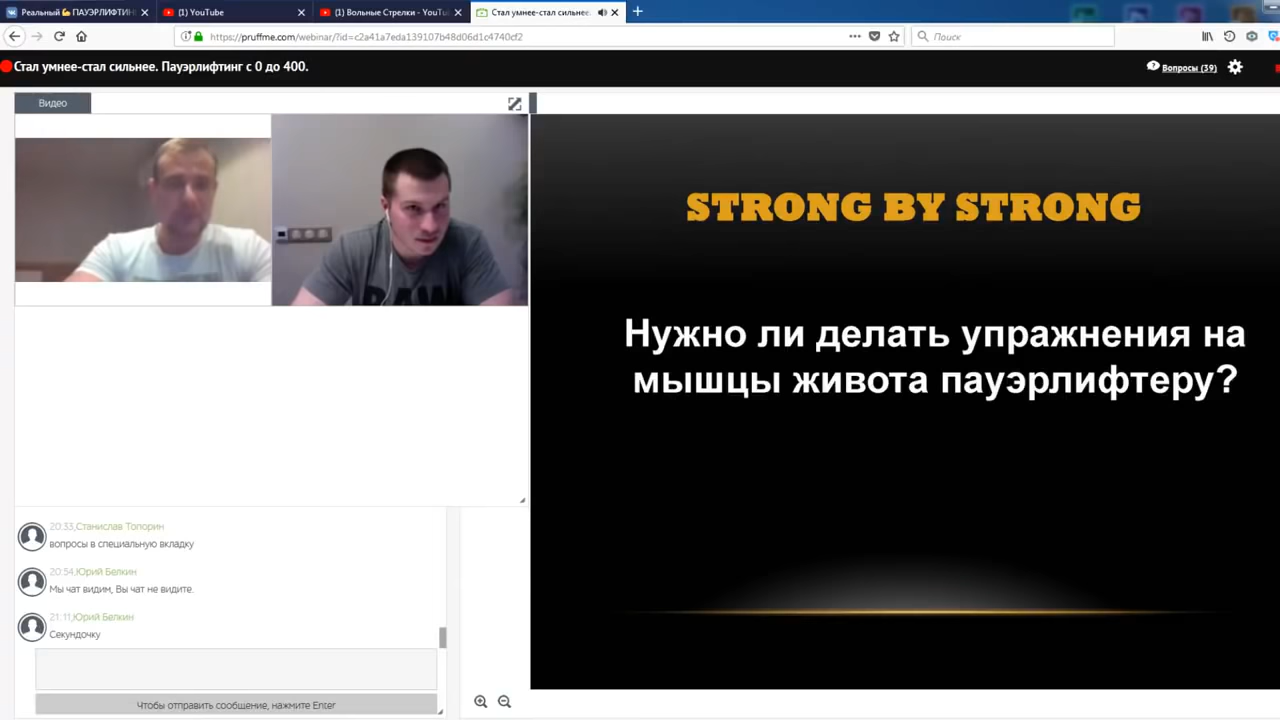 Реальный 💪 ПАУЭРЛИФТИН
(1) YouTube
(1) Вольные Стрелки - YouTu
Стал умнее-стал сильнее.
https://pruffme.com/webinar/?id=c2a41a7eda139107b48d06d1c4740cf2
Поиск
Стал умнее-стал сильнее. Пауэрлифтинг с 0 до 400.
Вопросы (39)
Видео
STRONG BY STRONG
Нужно ли делать упражнения на
мышцы живота пауэрлифтеру?
20:33,Станислав Топорин
вопросы в специальную вкладку
20:54,Юрий Белкин
Мы чат видим, Вы чат не видите.
21:11,Юрий Белкин
Секундочку
Чтобы отправить сообщение, нажмите Enter